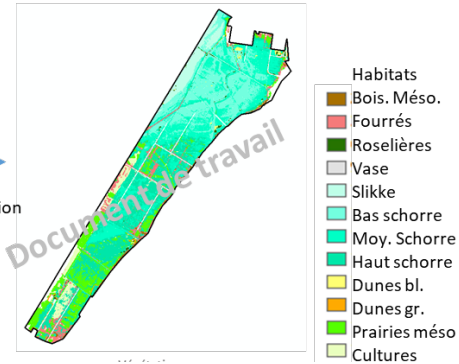 Document de travail
ion
Habitats
Bois. Méso.
Fourrés
Roselières
Vase
Slikke
Bas schorre
Moy. Schorre
Haut schorre
Dunes bl.
Dunes gr.
Prairies méso
Cultures